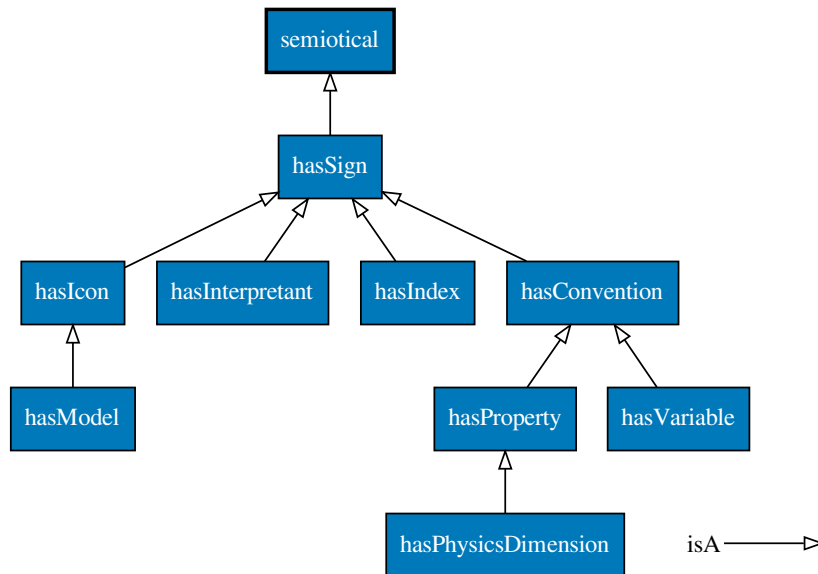 semiotical
hasSign
hasIcon
hasInterpretant
hasIndex
hasConvention
hasModel
hasProperty
hasVariable
hasPhysicsDimension
isA